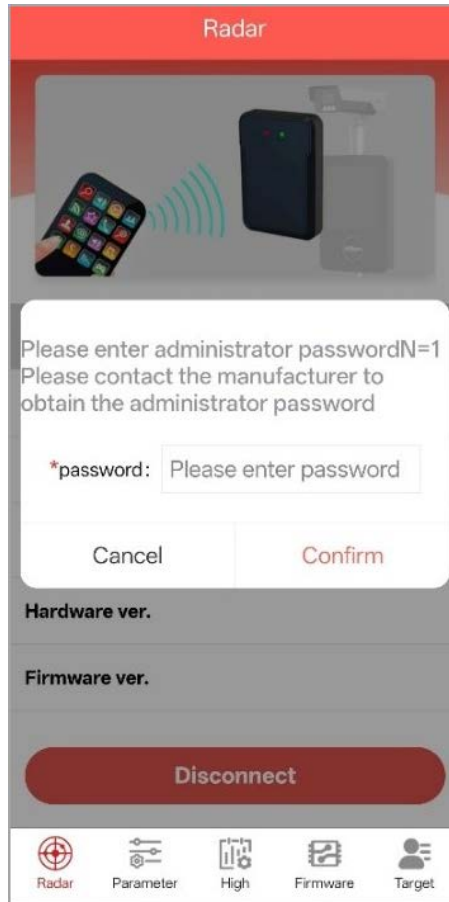 Radar
Please enter administrator passwordN=1
Please contact the manufacturer to
obtain the administrator password
*password: Please enter password
Cancel Confirm
Hardware ver.
Firmware ver.
Disconnect
Radar Parameter High Firmware Target